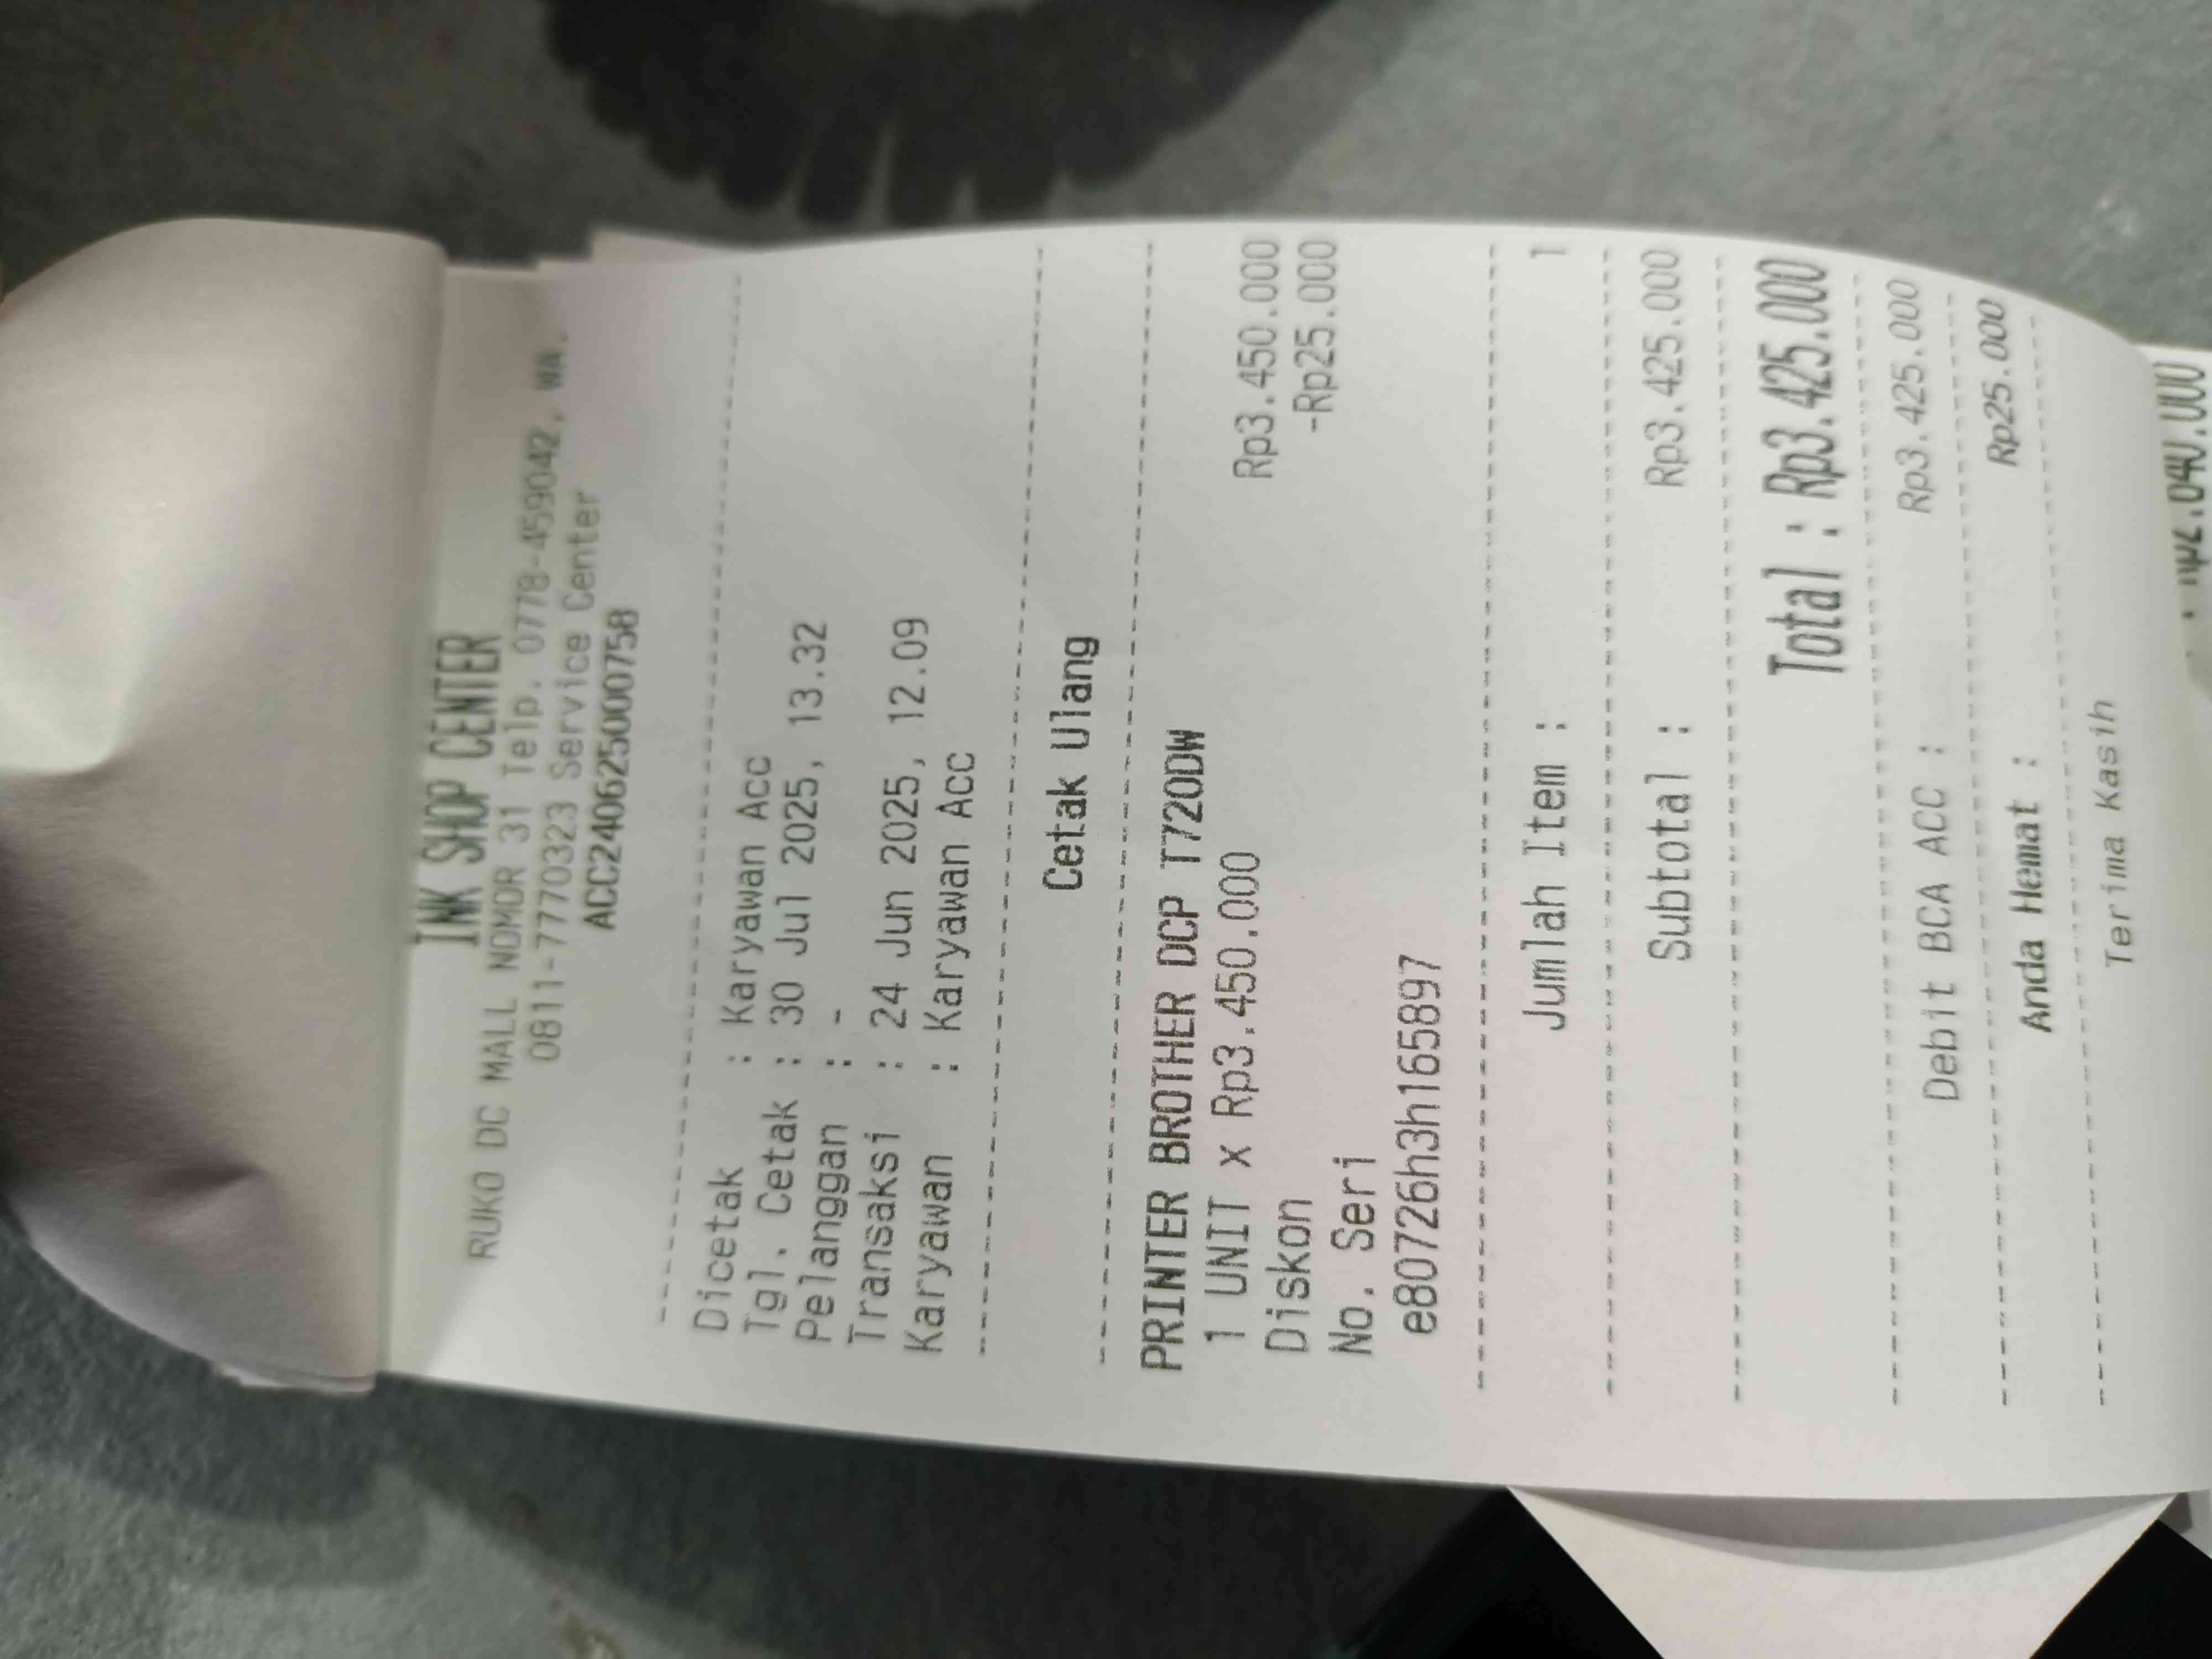 INK SHOP CENTER
RUKO DC MALL NOMOR 31 Telp. 0778-459042, WA.
0811-7770323 Service Center
ACC24062500758
Dicetak : Karyawan Acc
Tgl. Cetak : 30 Jul 2025, 13.32
Pelanggan : -
Transaksi : 24 Jun 2025, 12.09
Karyawan : Karyawan Acc
Cetak Ulang
PRINTER BROTHER DCP T720DW
1 UNIT x Rp3.450.000 Rp3.450.000
Diskon -Rp25.000
No. Seri
e80726h3h165897
Jumlah Item : 1
Subtotal : Rp3.425.000
Total : Rp3.425.000
Debit BCA ACC : Rp3.425.000
Anda Hemat : Rp25.000
Terima Kasih